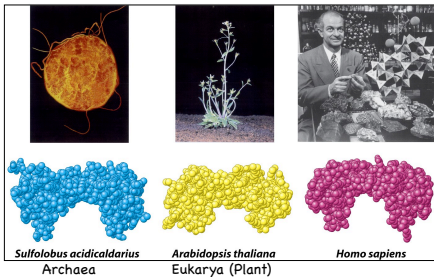 Sulfolobus acidicaldarius Arabidopsis thaliana Homo sapiens
Archaea Eukarya (Plant)